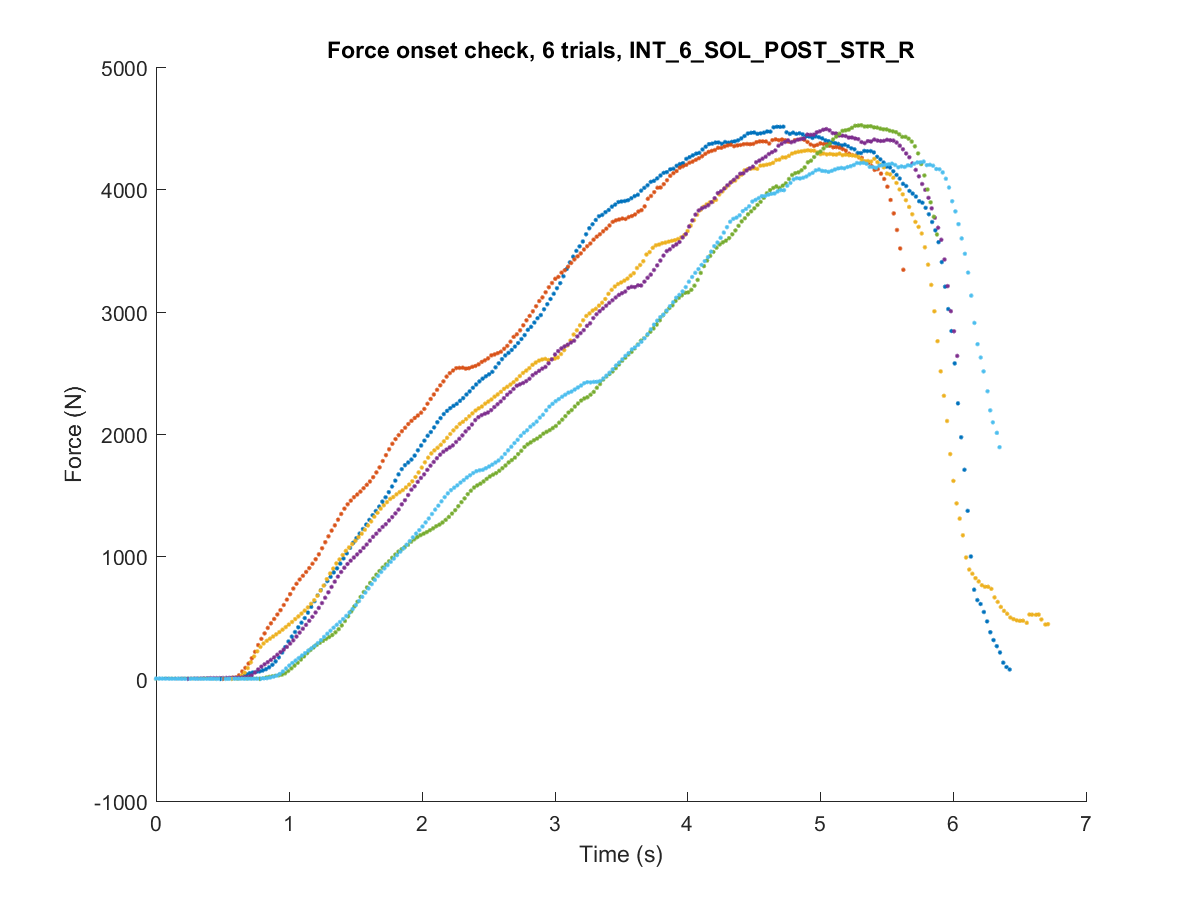 Force onset check, 6 trials, INT_6_SOL_POST_STR_R
5000
4000
3000
2000
1000
0
-1000
Force (N)
0 1 2 3 4 5 6 7
Time (s)